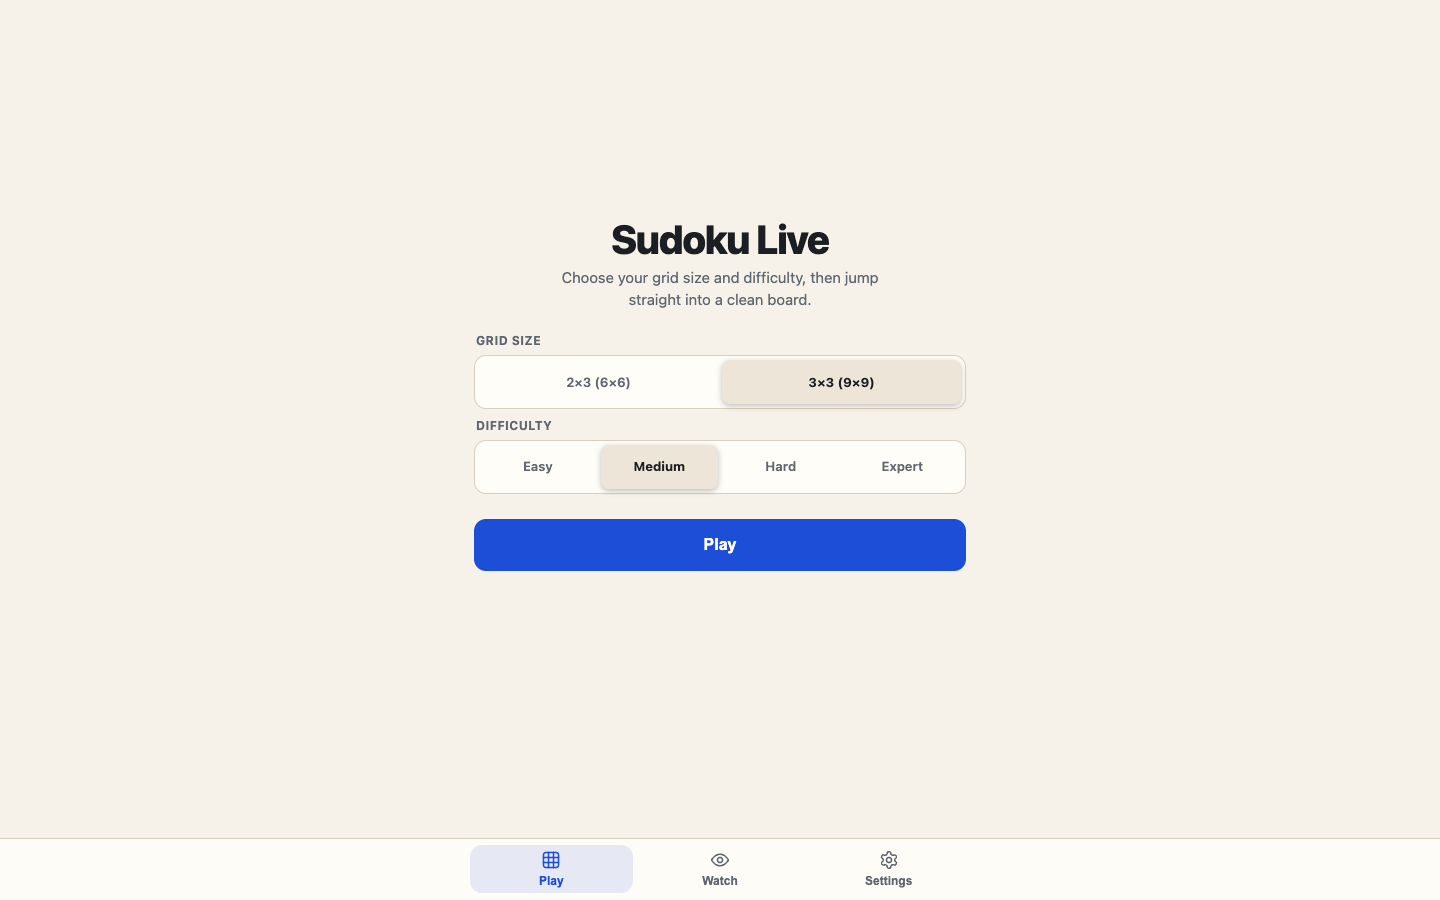 Sudoku Live
Choose your grid size and difficulty, then jump
straight into a clean board.
GRID SIZE
2×3 (6×6)
3×3 (9×9)
DIFFICULTY
Easy
Medium
Hard
Expert
Play
Play
Watch
Settings